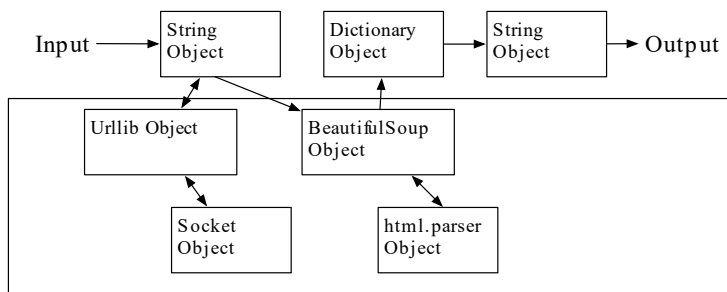 Input
String
Object
Dictionary
Object
String
Object
Output
Urllib Object
BeautifulSoup
Object
Socket
Object
html.parser
Object